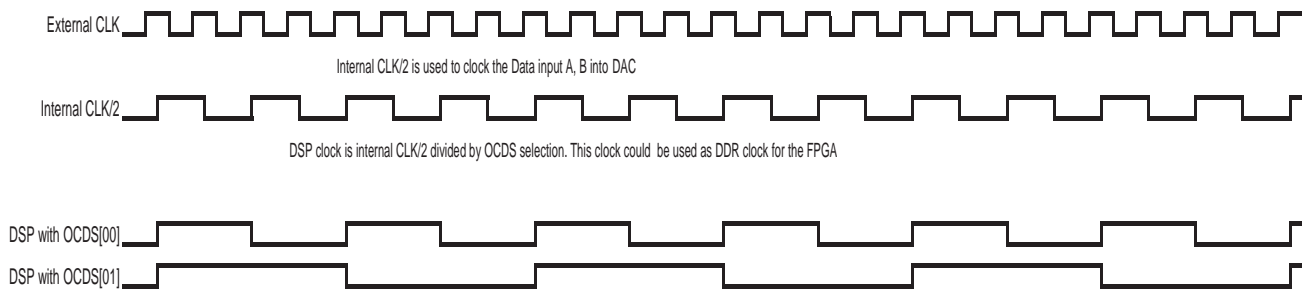 External CLK
Internal CLK/2 is used to clock the Data input A, B into DAC
Internal CLK/2
DSP clock is internal CLK/2 divided by OCDS selection. This clock could be used as DDR clock for the FPGA
DSP with OCDS[00]
DSP with OCDS[01]